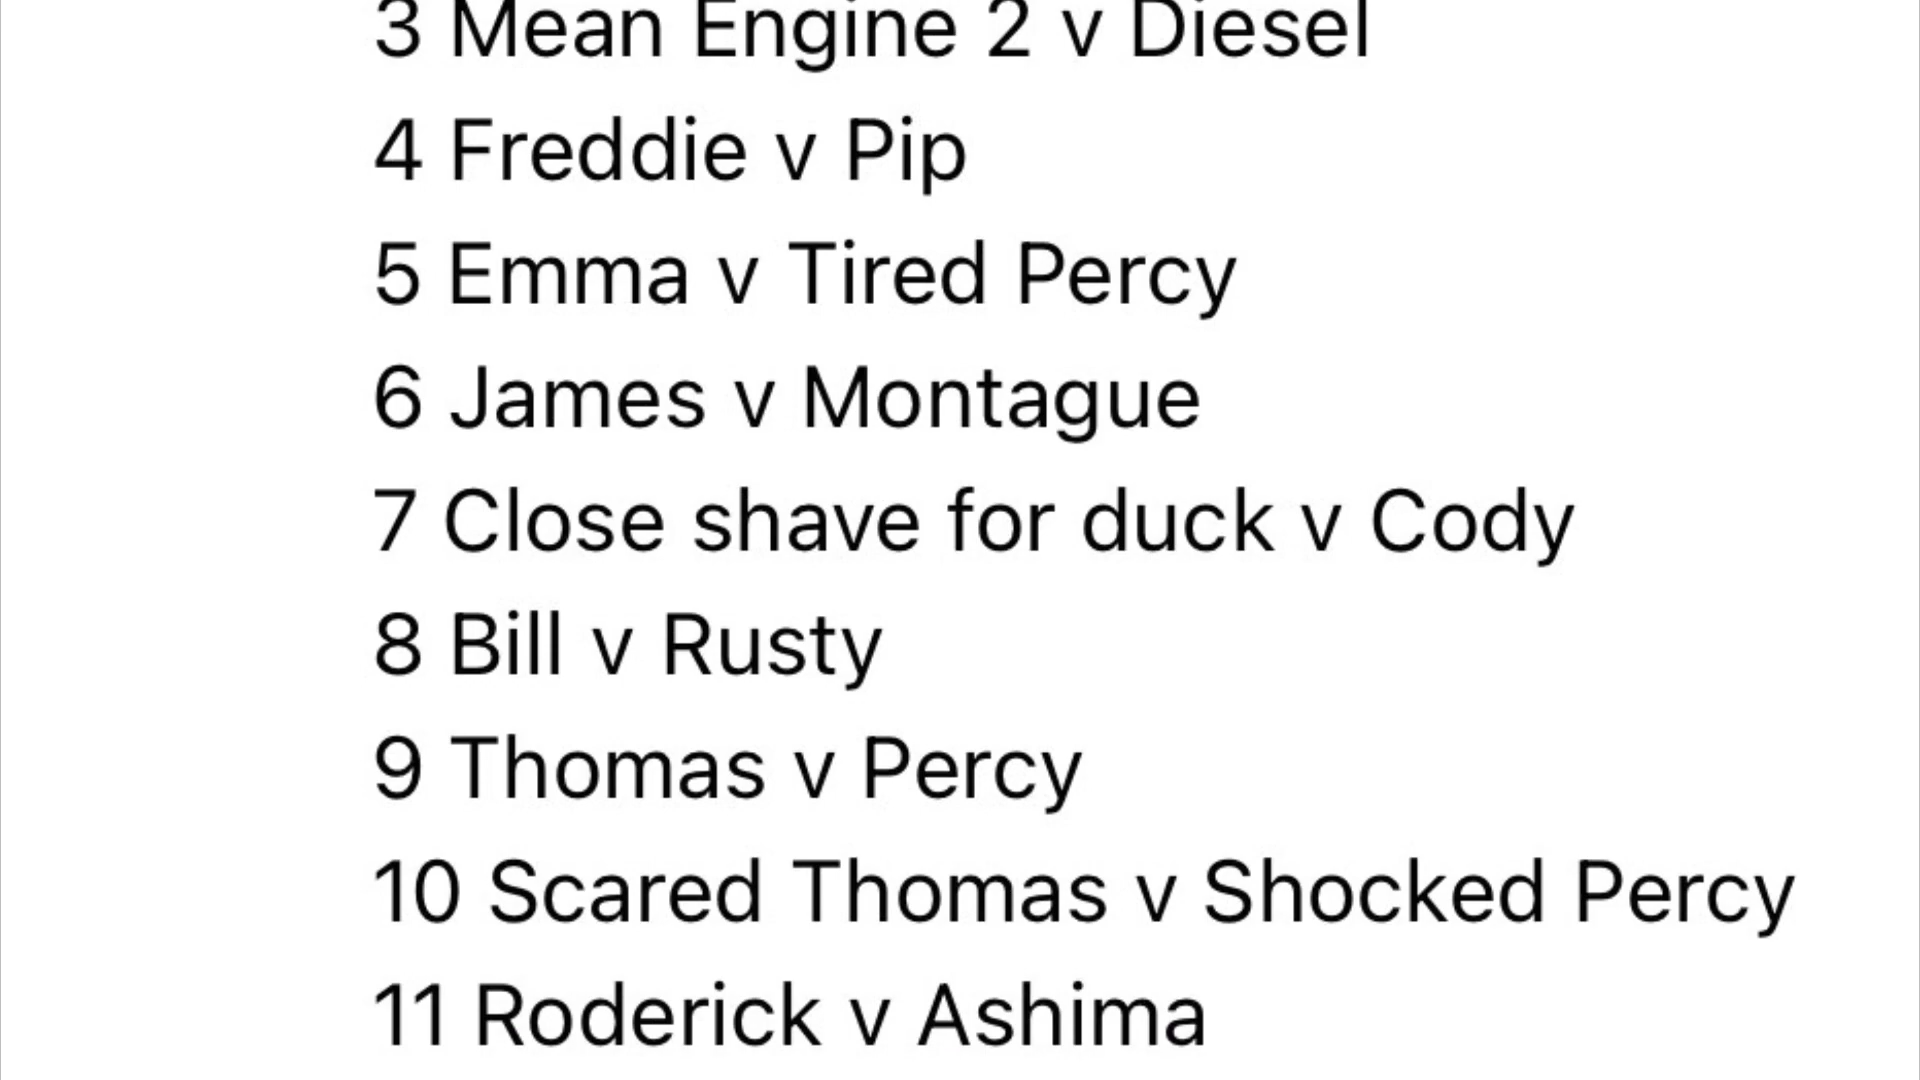 3 Mean Engine 2 v Diesel
4 Freddie v Pip
5 Emma v Tired Percy
6 James v Montague
7 Close shave for duck v Cody
8 Bill v Rusty
9 Thomas v Percy
10 Scared Thomas v Shocked Percy
11 Roderick v Ashima